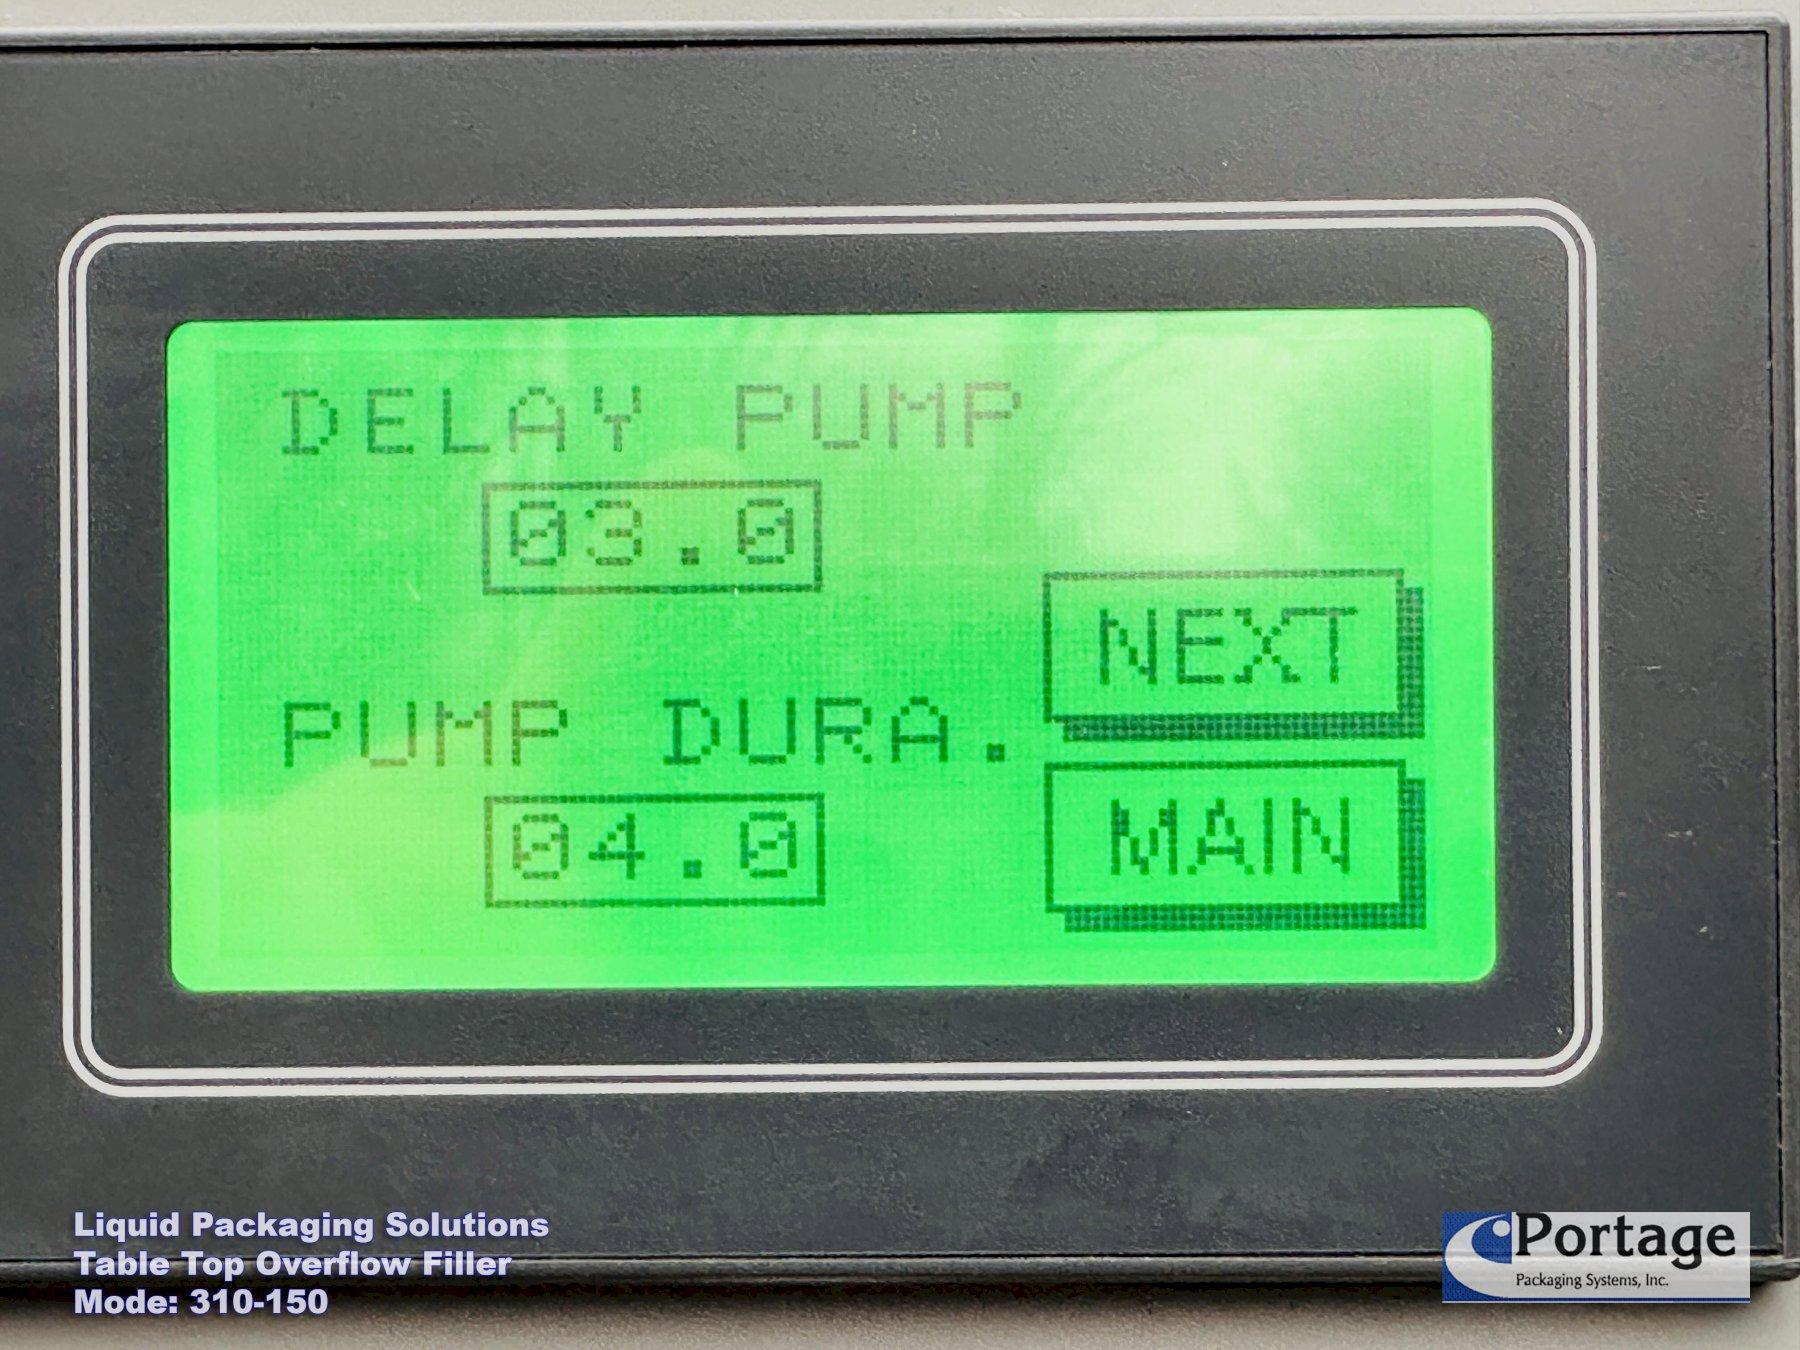 DELAY PUMP
03.0
NEXT
PUMP DURA.
MAIN
04.0
Liquid Packaging Solutions
Table Top Overflow Filler
Mode: 310-150
Portage
Packaging Systems, Inc.